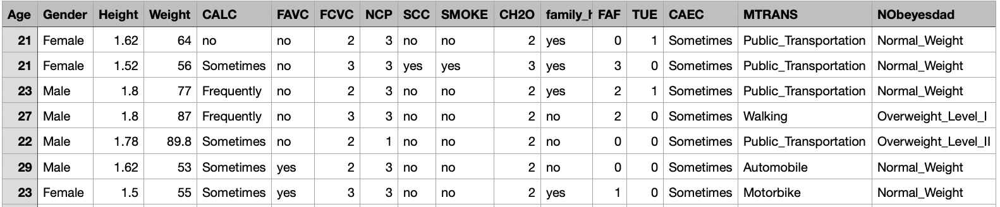 Age Gender Height Weight CALC FAVC FCVC NCP SCC SMOKE CH2O family_h FAF TUE CAEC MTRANS NObeyesdad
21 Female 1.62 64 no no 2 3 no no 2 yes 0 1 Sometimes Public_Transportation Normal_Weight
21 Female 1.52 56 Sometimes no 3 3 yes yes 3 yes 3 0 Sometimes Public_Transportation Normal_Weight
23 Male 1.8 77 Frequently no 2 3 no no 2 yes 2 1 Sometimes Public_Transportation Normal_Weight
27 Male 1.8 87 Frequently no 3 3 no no 2 no 2 0 Sometimes Walking Overweight_Level_I
22 Male 1.78 89.8 Sometimes no 2 1 no no 2 no 0 0 Sometimes Public_Transportation Overweight_Level_II
29 Male 1.62 53 Sometimes yes 2 3 no no 2 no 0 0 Sometimes Automobile Normal_Weight
23 Female 1.5 55 Sometimes yes 3 3 no no 2 yes 1 0 Sometimes Motorbike Normal_Weight